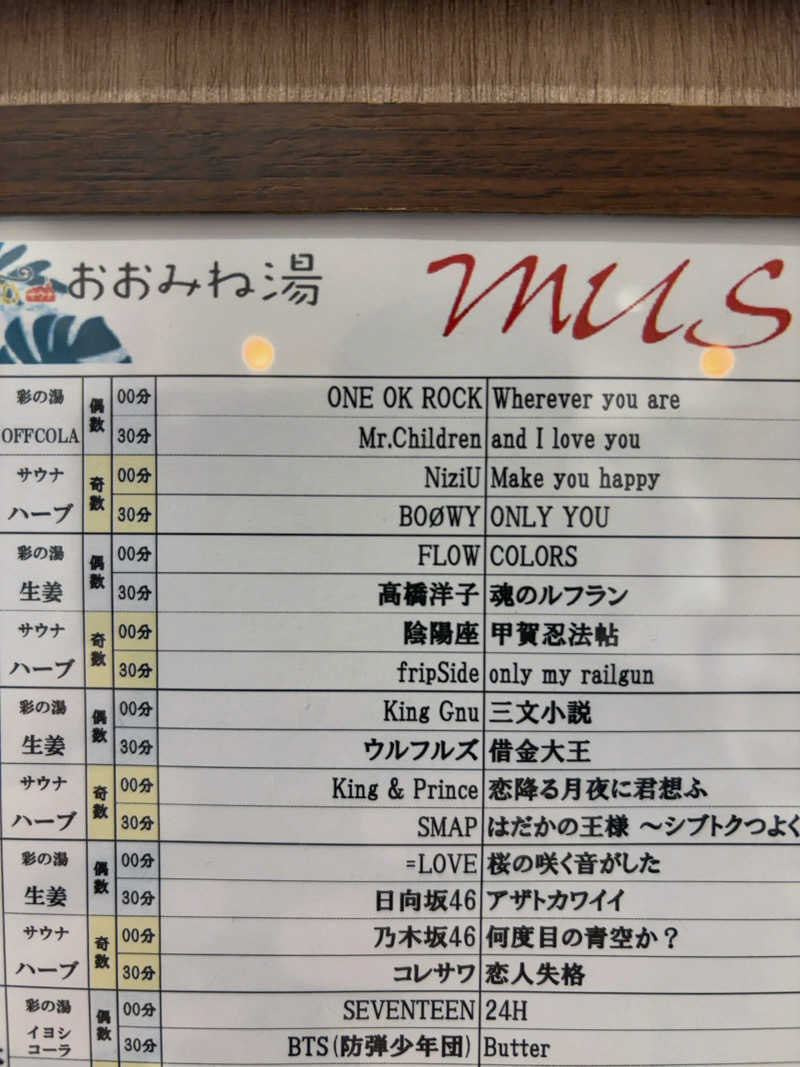 おおみね湯 MUS
彩の湯 OFFCOLA 偶数 00分 ONE OK ROCK Wherever you are
30分 Mr.Children and I love you
サウナ ハーブ 奇数 00分 NiziU Make you happy
30分 BOØWY ONLY YOU
彩の湯 生姜 偶数 00分 FLOW COLORS
30分 高橋洋子 魂のルフラン
サウナ ハーブ 奇数 00分 陰陽座 甲賀忍法帖
30分 fripSide only my railgun
彩の湯 生姜 偶数 00分 King Gnu 三文小説
30分 ウルフルズ 借金大王
サウナ ハーブ 奇数 00分 King & Prince 恋降る月夜に君想ふ
30分 SMAP はだかの王様 ～シブトクつよく
彩の湯 生姜 偶数 00分 =LOVE 桜の咲く音がした
30分 日向坂46 アザトカワイイ
サウナ ハーブ 奇数 00分 乃木坂46 何度目の青空か？
30分 コレサワ 恋人失格
彩の湯 イヨシコーラ 偶数 00分 SEVENTEEN 24H
30分 BTS(防弾少年団) Butter